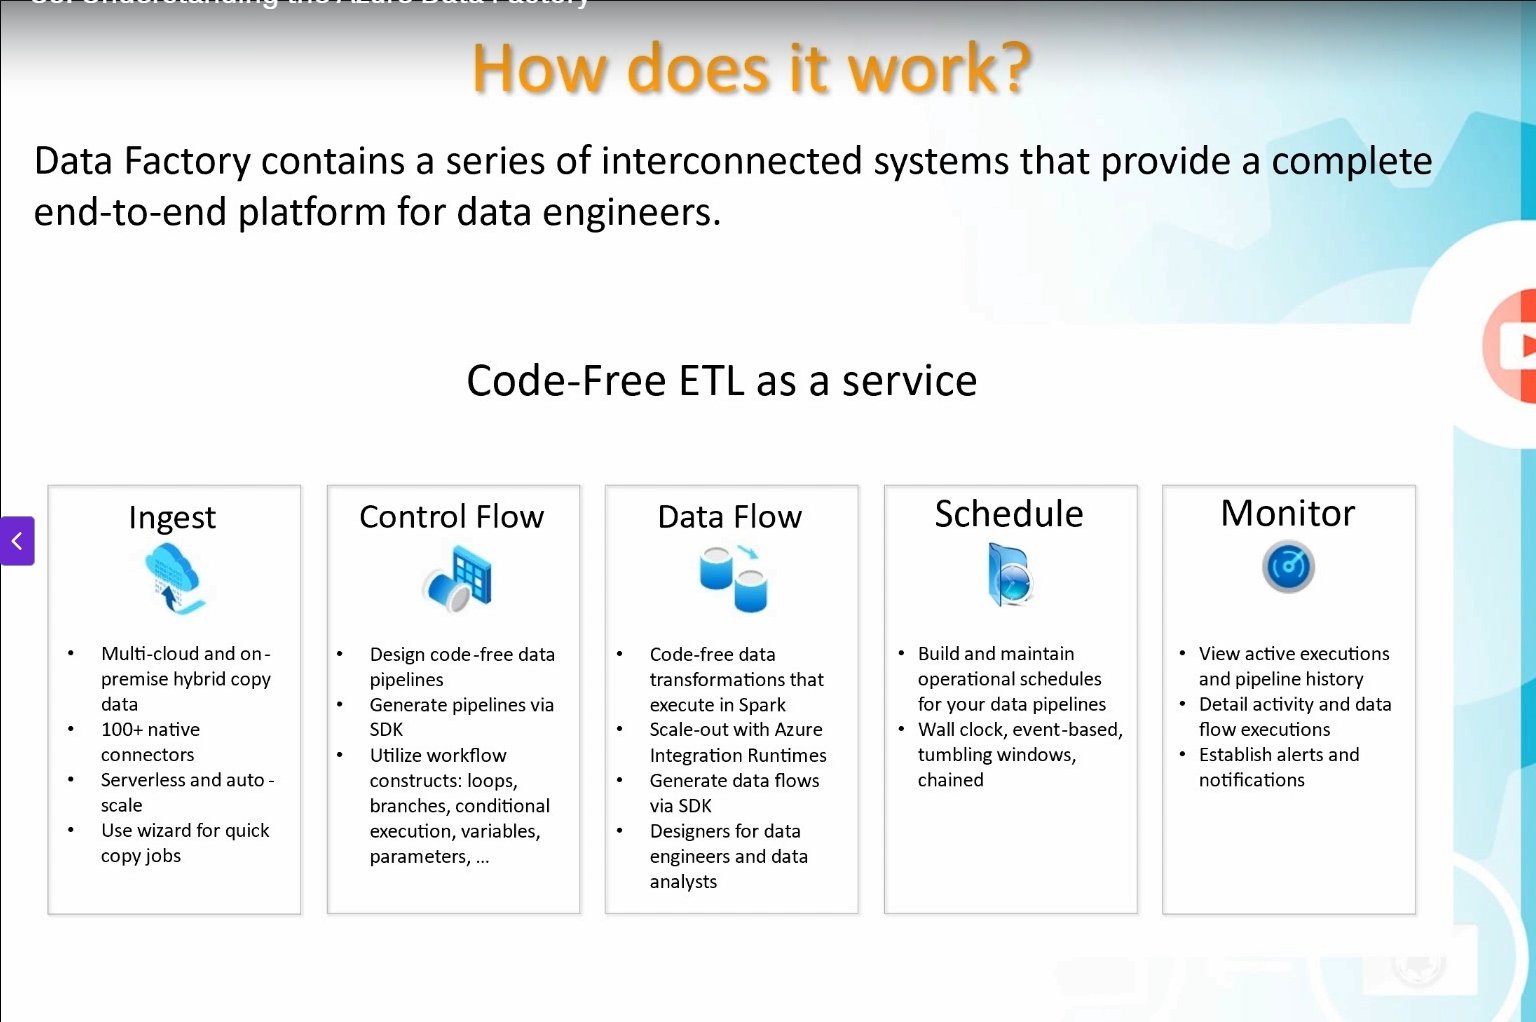 Understanding the Azure Data Factory
How does it work?
Data Factory contains a series of interconnected systems that provide a complete
end-to-end platform for data engineers.
Code-Free ETL as a service
Ingest
• Multi-cloud and on-
premise hybrid copy
data
• 100+ native
connectors
• Serverless and auto-
scale
• Use wizard for quick
copy jobs
Control Flow
• Design code-free data
pipelines
• Generate pipelines via
SDK
• Utilize workflow
constructs: loops,
branches, conditional
execution, variables,
parameters, ...
Data Flow
• Code-free data
transformations that
execute in Spark
• Scale-out with Azure
Integration Runtimes
• Generate data flows
via SDK
• Designers for data
engineers and data
analysts
Schedule
• Build and maintain
operational schedules
for your data pipelines
• Wall clock, event-based,
tumbling windows,
chained
Monitor
• View active executions
and pipeline history
• Detail activity and data
flow executions
• Establish alerts and
notifications